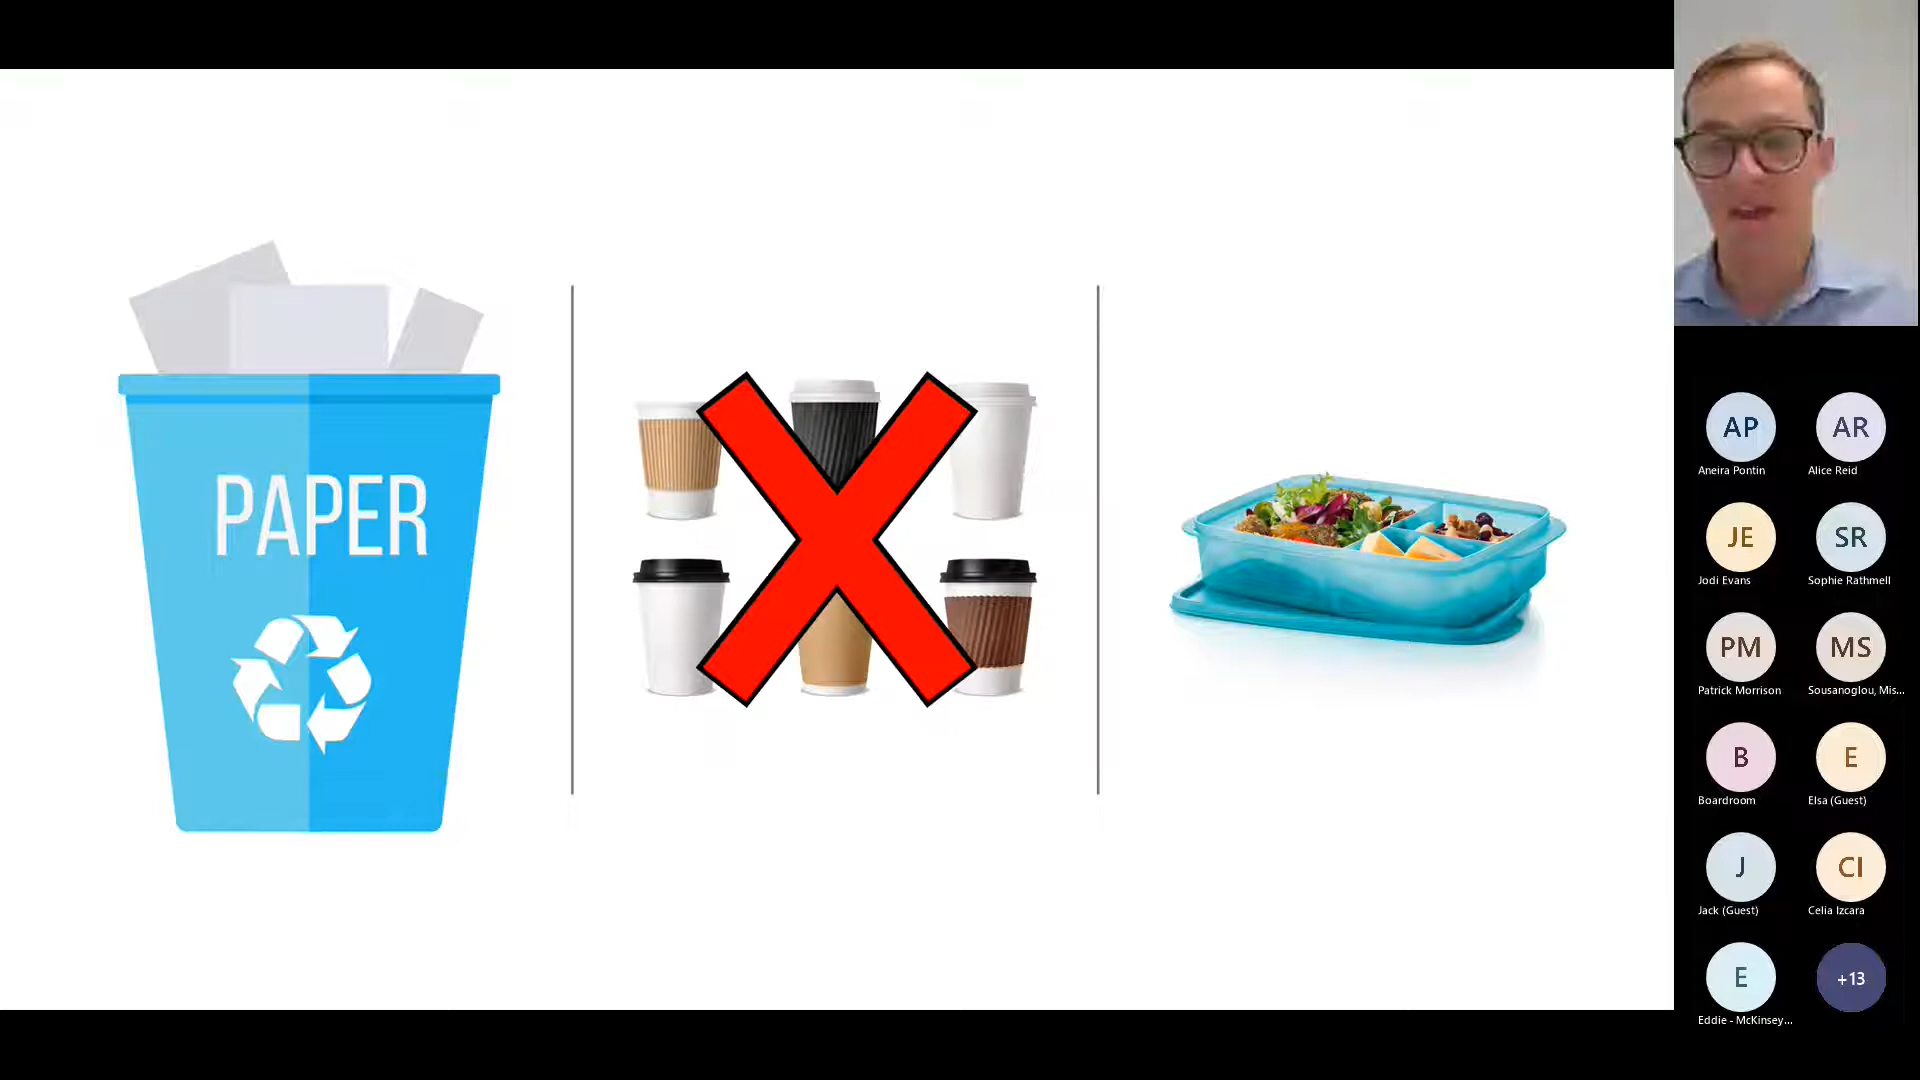 PAPER
AP
AR
Aneira Pontin
Alice Reid
JE
SR
Jodi Evans
Sophie Rathmell
PM
MS
Patrick Morrison
Sousanoglou, Mis...
B
E
Boardroom
Elsa (Guest)
J
CI
Jack (Guest)
Celia Izcara
E
+13
Eddie - McKinsey...